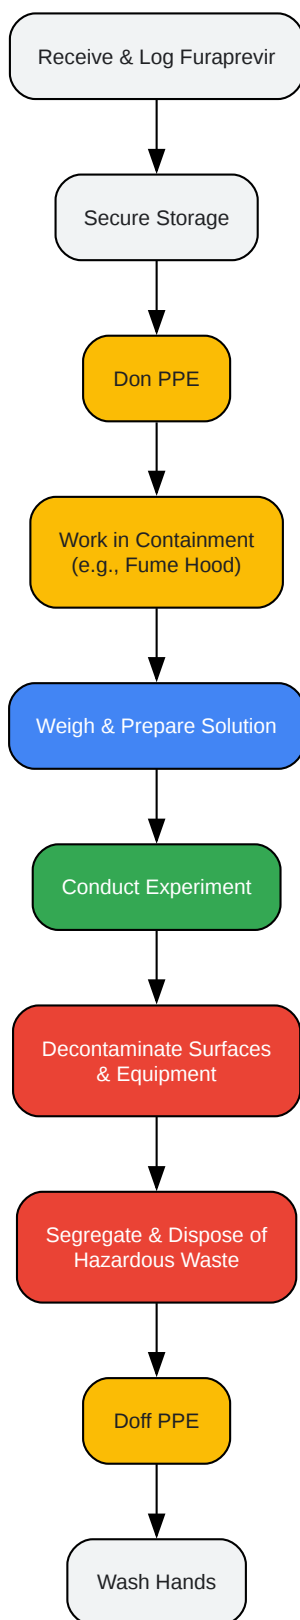 Receive & Log Furaprevir
Secure Storage
Don PPE
Work in Containment
(e.g., Fume Hood)
Weigh & Prepare Solution
Conduct Experiment
Decontaminate Surfaces
& Equipment
Segregate & Dispose of
Hazardous Waste
Doff PPE
Wash Hands